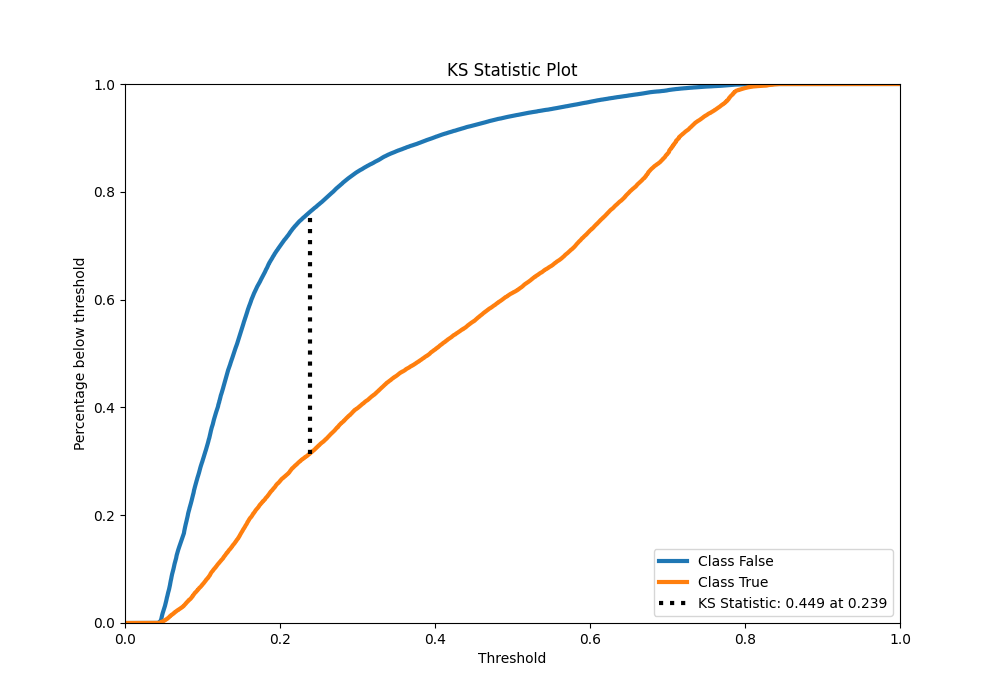 KS Statistic Plot
1.0
0.8
0.6
0.4
0.2
0.0
Percentage below threshold
0.0 0.2 0.4 0.6 0.8 1.0
Threshold
Class False
Class True
KS Statistic: 0.449 at 0.239